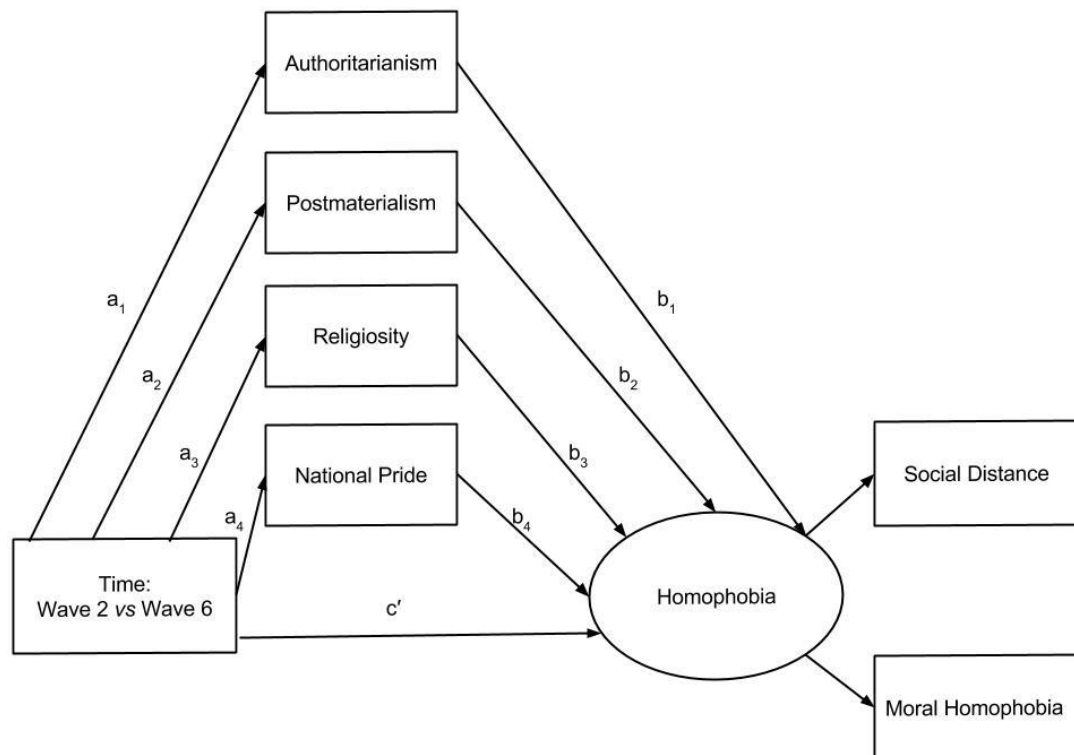 Authoritarianism
Postmaterialism
a₁
b₁
Religiosity
a₂
b₂
a₃
b₃
National Pride
Social Distance
a₄
b₄
Time:
Wave 2 vs Wave 6
Homophobia
c′
Moral Homophobia